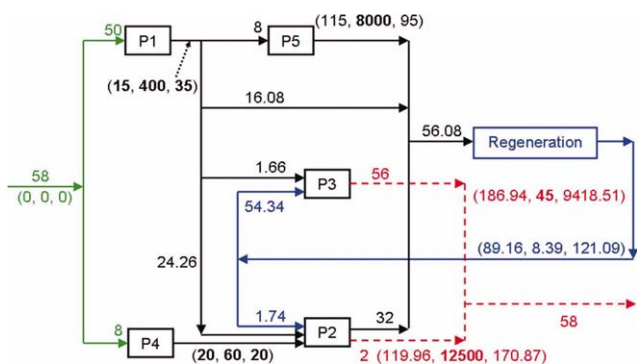 50
P1
8
P5
(115, 8000, 95)
(15, 400, 35)
16.08
56.08
Regeneration
58
(0, 0, 0)
1.66
P3
56
54.34
(186.94, 45, 9418.51)
24.26
(89.16, 8.39, 121.09)
1.74
8
P4
P2
32
58
(20, 60, 20)
2 (119.96, 12500, 170.87)